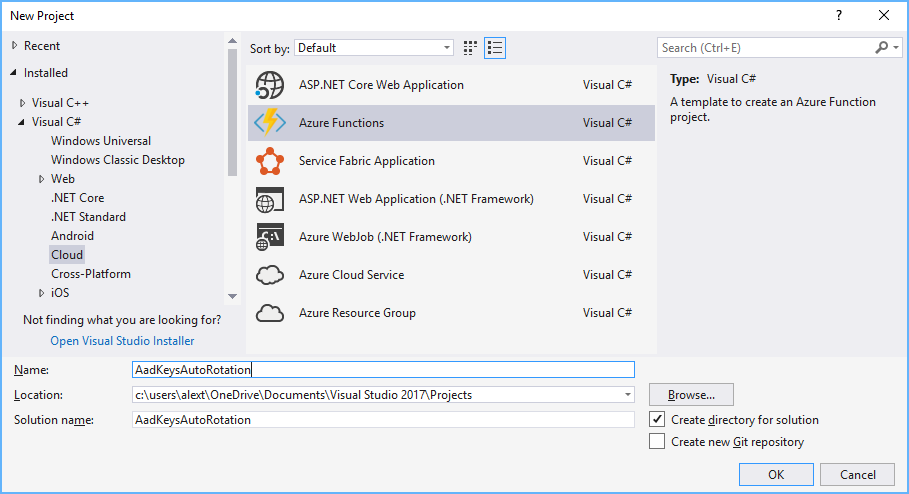 New Project
?
Recent
Installed
Visual C++
Visual C#
Windows Universal
Windows Classic Desktop
Web
.NET Core
.NET Standard
Android
Cloud
Cross-Platform
iOS
Not finding what you are looking for?
Open Visual Studio Installer
Sort by: Default
ASP.NET Core Web Application Visual C#
Azure Functions Visual C#
Service Fabric Application Visual C#
ASP.NET Web Application (.NET Framework) Visual C#
Azure WebJob (.NET Framework) Visual C#
Azure Cloud Service Visual C#
Azure Resource Group Visual C#
Search (Ctrl+E)
Type: Visual C#
A template to create an Azure Function
project.
Name: AadKeysAutoRotation
Location: c:\users\alext\OneDrive\Documents\Visual Studio 2017\Projects
Browse...
Solution name: AadKeysAutoRotation
Create directory for solution
Create new Git repository
OK Cancel